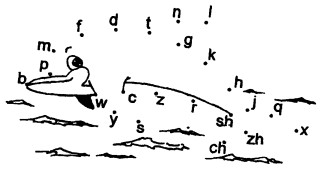 f d t n l
g
m r
p k
b h
w c z r j q
y s sh zh x
ch